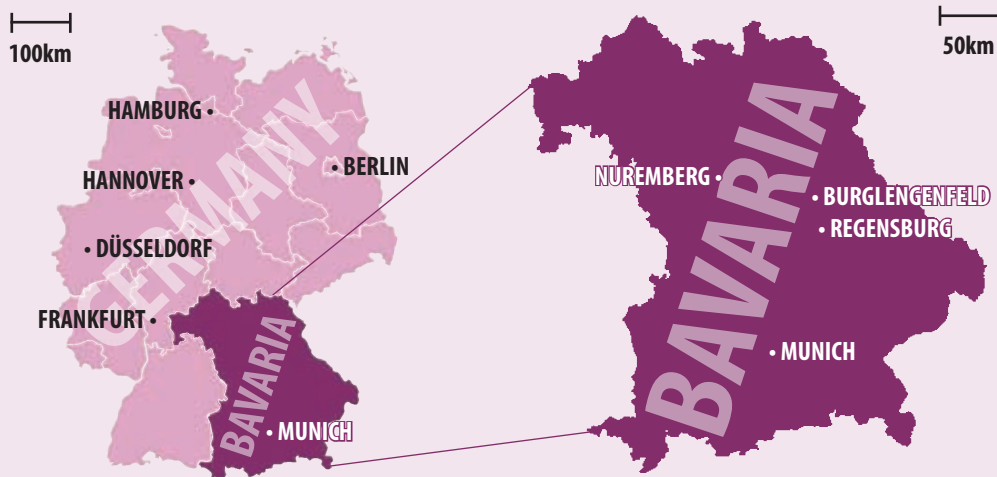 100km
HAMBURG
BERLIN
HANNOVER
DÜSSELDORF
FRANKFURT
GERMANY
BAVARIA
MUNICH
50km
NUREMBERG
BURGLENGENFELD
REGENSBURG
MUNICH
BAVARIA